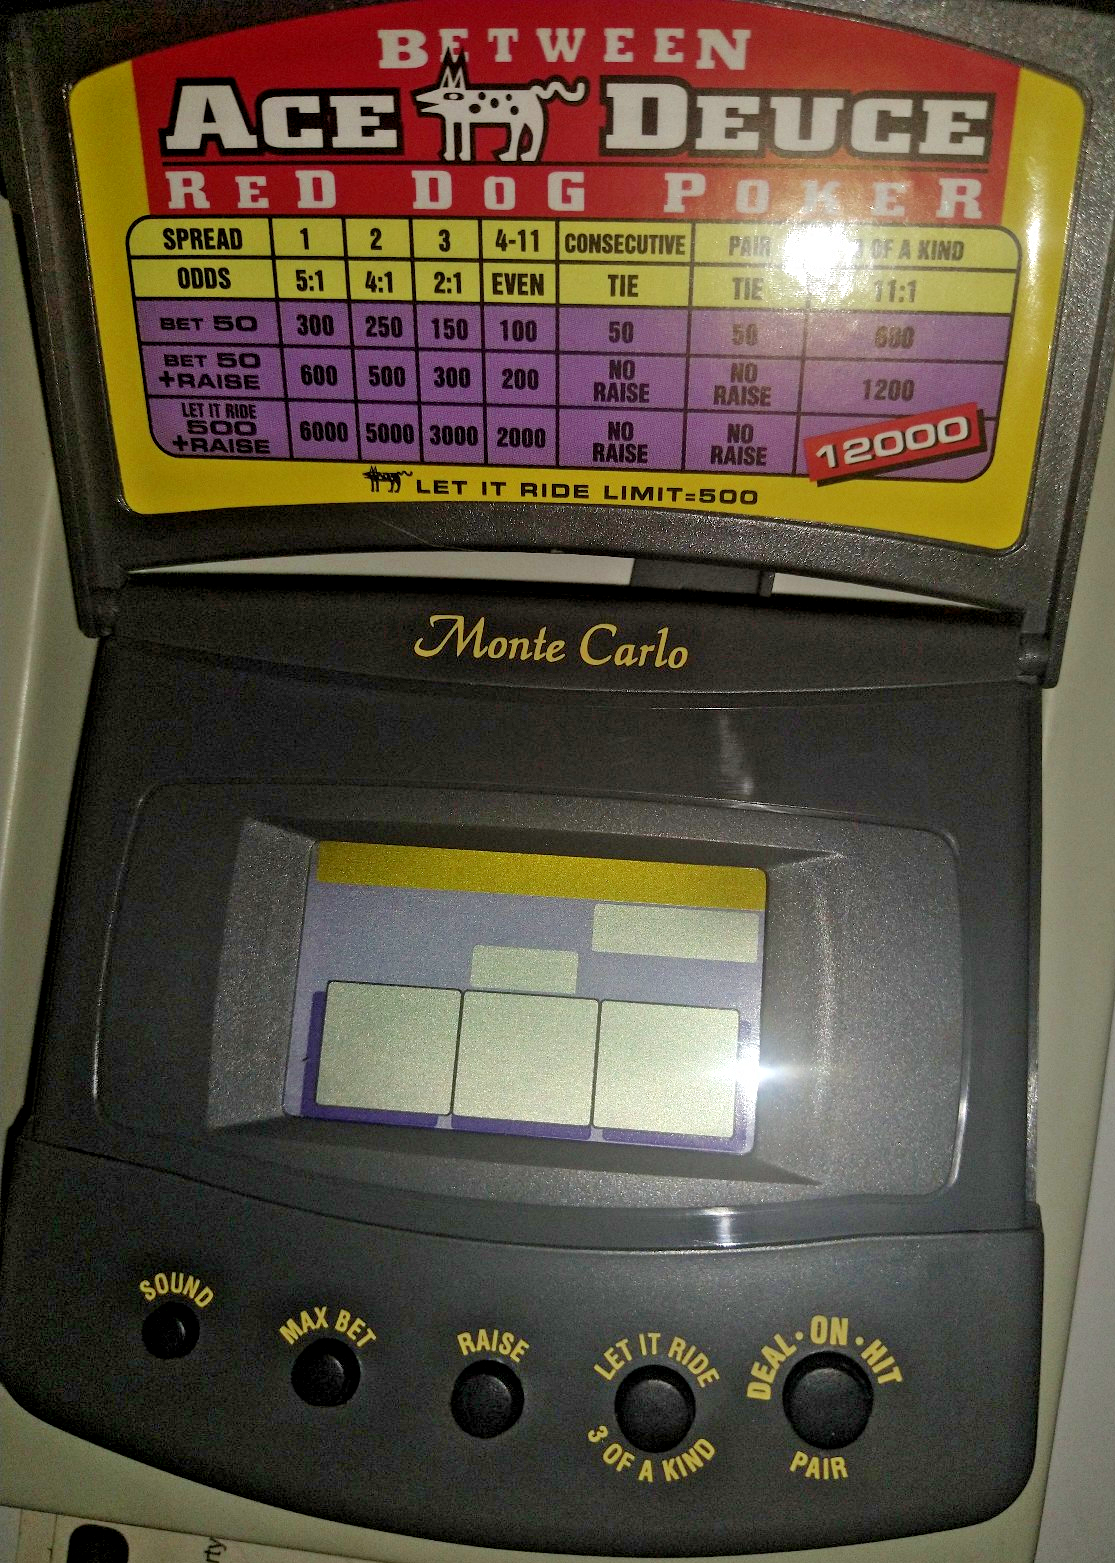 BETWEEN
ACE DEUCE
RED DOG POKER
SPREAD 1 2 3 4-11 CONSECUTIVE PAIR 3 OF A KIND
ODDS 5:1 4:1 2:1 EVEN TIE TIE 11:1
BET 50 300 250 150 100 50 50 600
BET 50 +RAISE 600 500 300 200 NO RAISE NO RAISE 1200
LET IT RIDE 500 +RAISE 6000 5000 3000 2000 NO RAISE NO RAISE 12000
LET IT RIDE LIMIT=500
Monte Carlo
SOUND
MAX BET
RAISE
LET IT RIDE
3 OF A KIND
DEAL·ON·HIT
PAIR